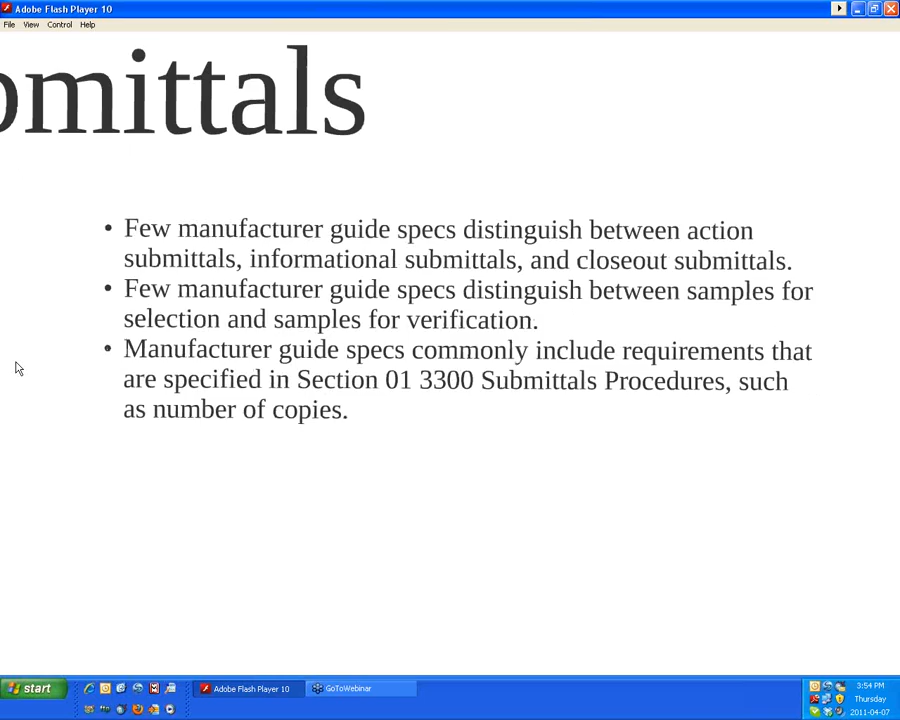 Adobe Flash Player 10
File View Control Help
bmittals
• Few manufacturer guide specs distinguish between action
submittals, informational submittals, and closeout submittals.
• Few manufacturer guide specs distinguish between samples for
selection and samples for verification.
• Manufacturer guide specs commonly include requirements that
are specified in Section 01 3300 Submittals Procedures, such
as number of copies.
start Adobe Flash Player 10 GoToWebinar 3:54 PM
Thursday
2011-04-07